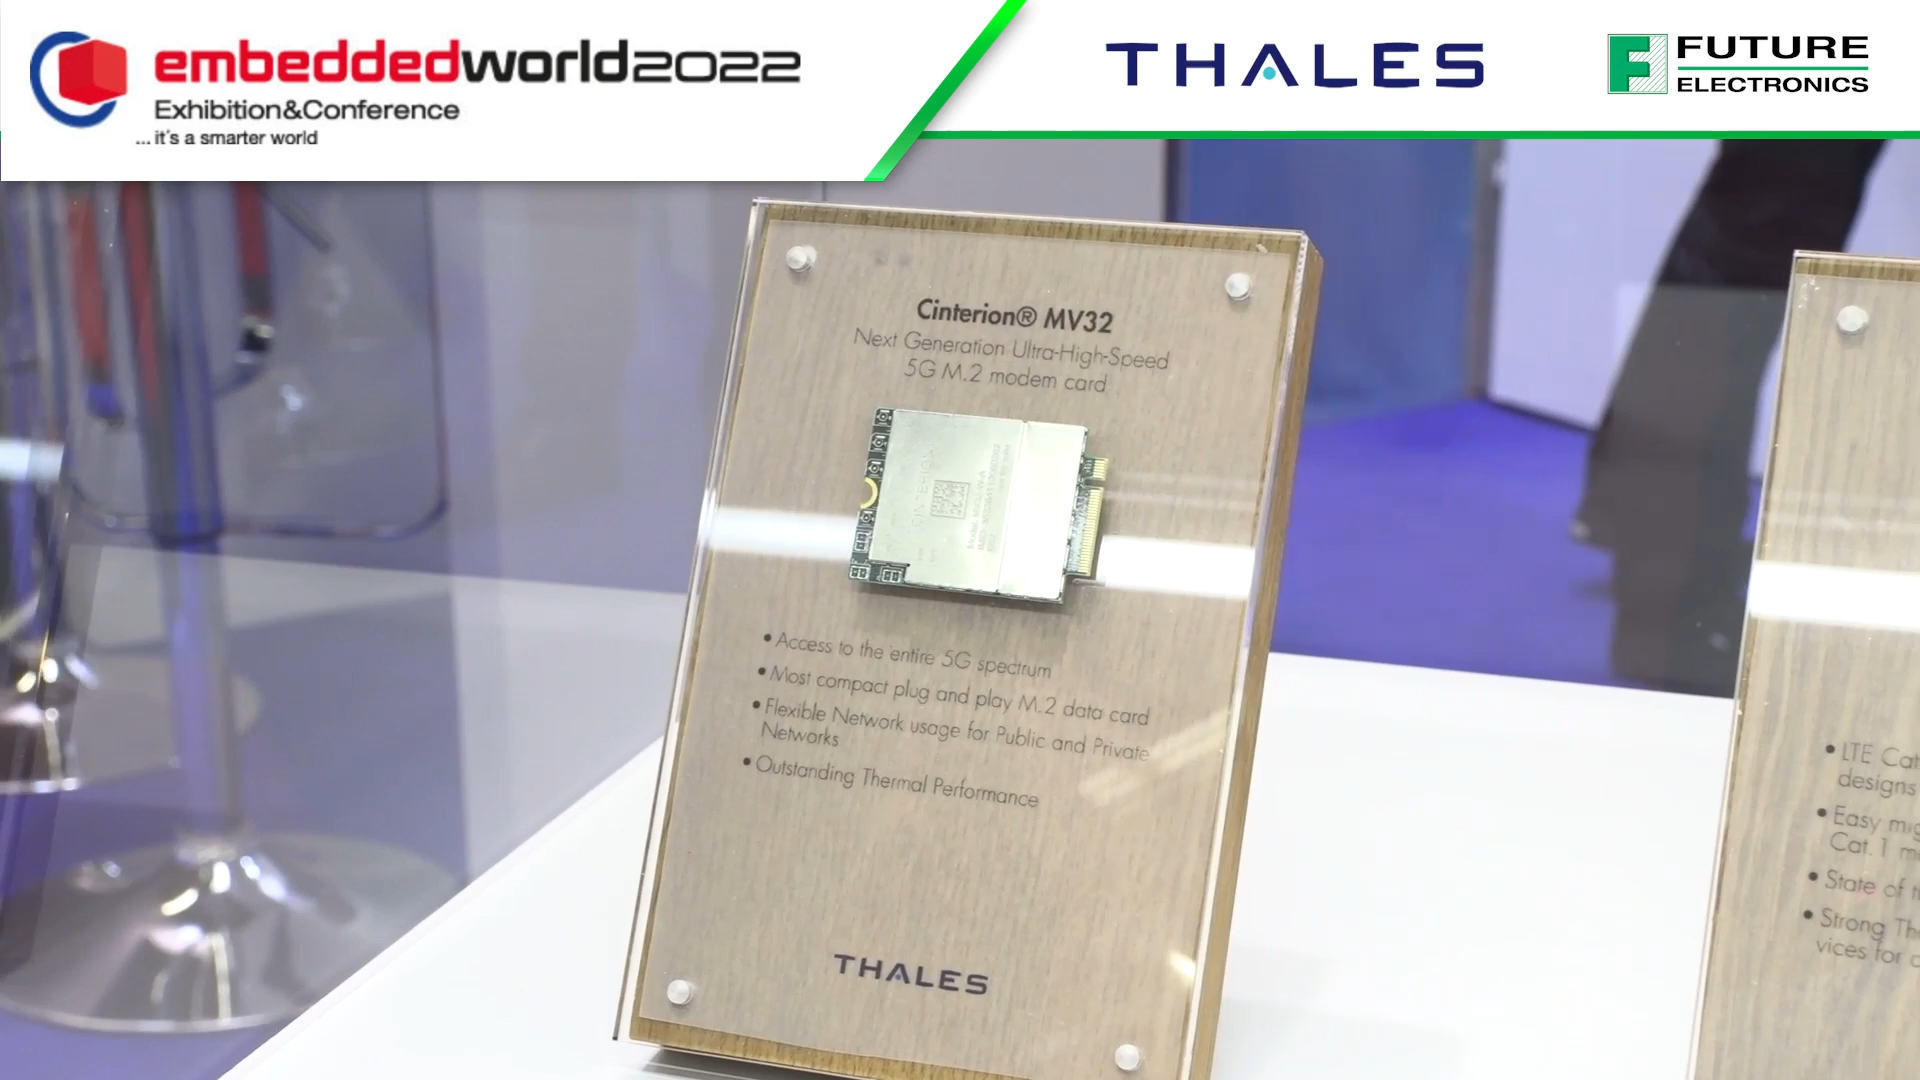 embeddedworld2022
Exhibition&Conference
... it's a smarter world
THALES
FUTURE
ELECTRONICS
Cinterion® MV32
Next Generation Ultra-High-Speed
5G M.2 modem card
CINTERION
• Access to the entire 5G spectrum
• Most compact plug and play M.2 data card
• Flexible Network usage for Public and Private
Networks
• Outstanding Thermal Performance
THALES
• LTE Cat
designs
• Easy mig
Cat. 1 m
• State of t
• Strong Th
vices for